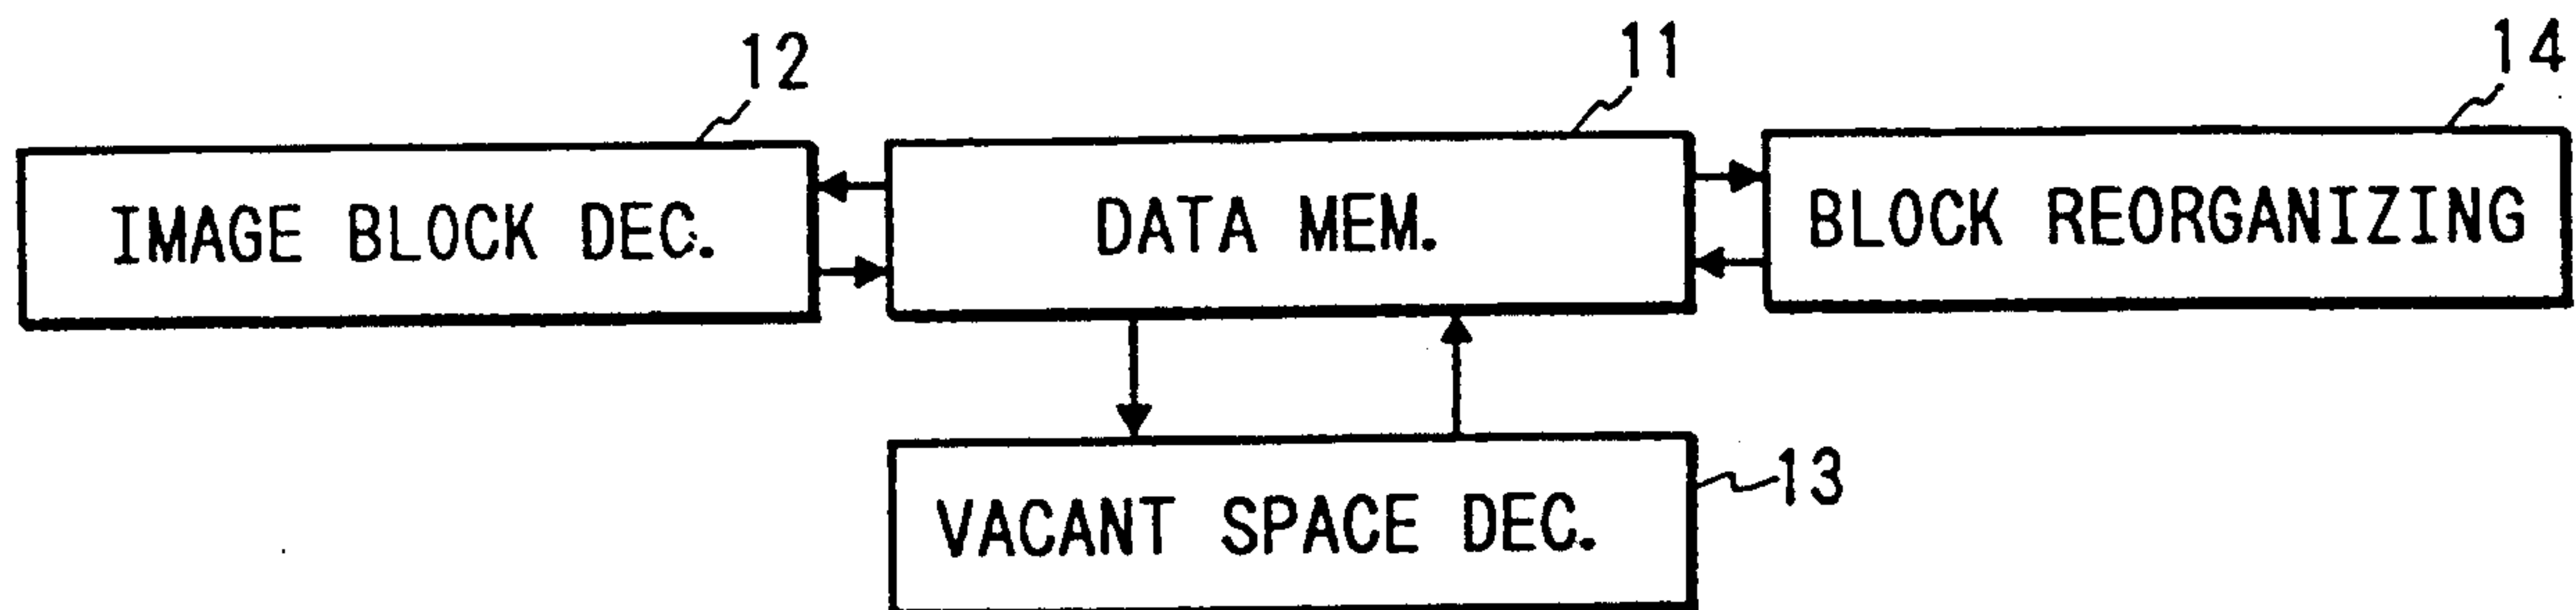 12
11
14
IMAGE BLOCK DEC.
DATA MEM.
BLOCK REORGANIZING
VACANT SPACE DEC.
13